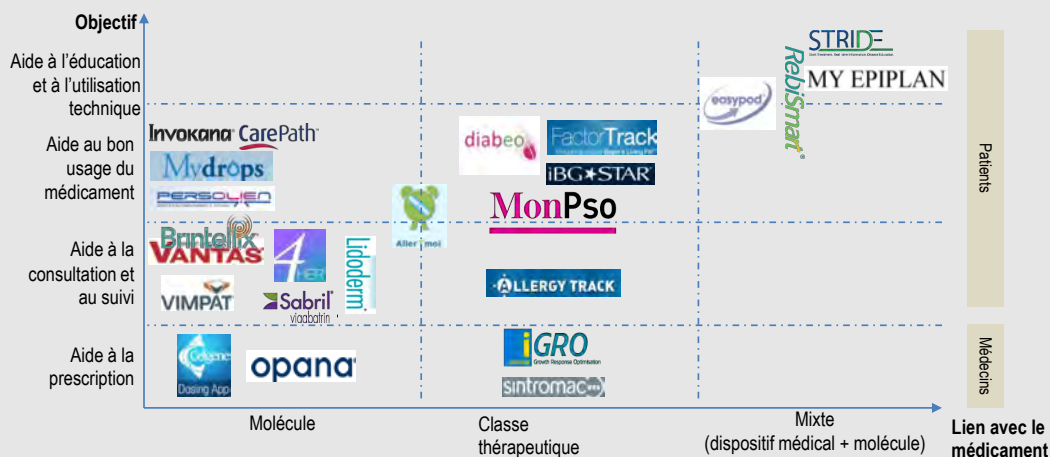 Objectif
Aide à l'éducation
et à l'utilisation
technique
STRIDE
RebiSmart
easypod
MY EPIPLAN
Aide au bon
usage du
médicament
Invokana CarePath
Mydrops
PERSOLIEN
diabeo
FactorTrack
iBG★STAR
MonPso
Aller moi
Patients
Aide à la
consultation et
au suivi
Brintellix
VANTAS
4
HER
Lidoderm
VIMPAT
Sabril
vigabatrin
ALLERGY TRACK
Aide à la
prescription
Celgene
Dosing App
opana
iGRO
Growth Response Optimisation
sintromac
Médecins
Molécule
Classe
thérapeutique
Mixte
(dispositif médical + molécule)
Lien avec le
médicament